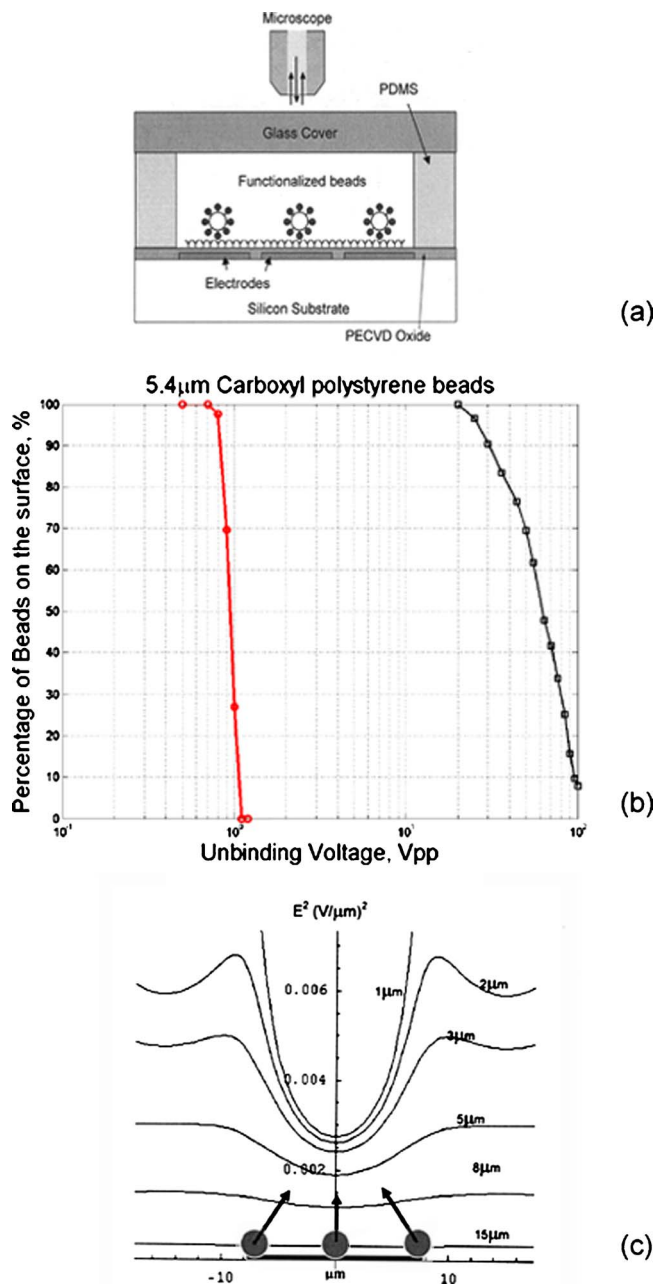 Microscope
PDMS
Glass Cover
Functionalized beads
Electrodes
Silicon Substrate
PECVD Oxide
(a)
5.4μm Carboxyl polystyrene beads
Percentage of Beads on the surface, %
100
90
80
70
60
50
40
30
20
10
0
10⁻¹
10⁰
10¹
10²
Unbinding Voltage, Vpp
(b)
E² (V/μm)²
0.006
0.004
0.002
1μm
2μm
3μm
5μm
8μm
15μm
-10
μm
10
(c)